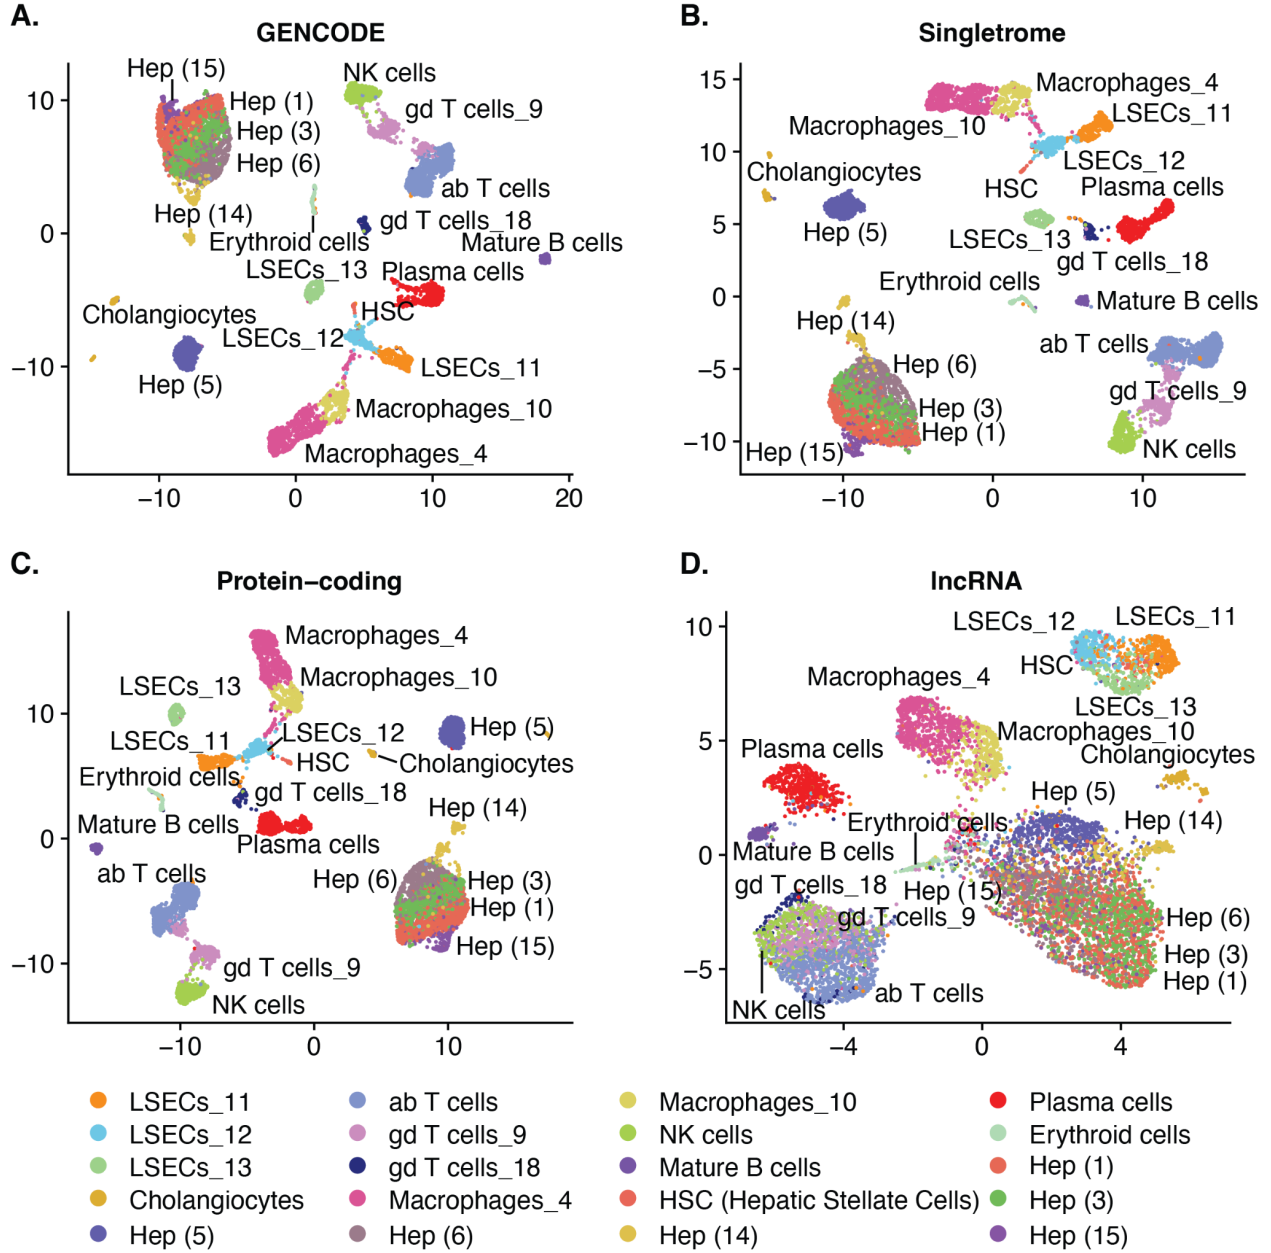 A.
GENCODE
Hep (15)
Hep (1)
Hep (3)
Hep (6)
Hep (14)
NK cells
gd T cells_9
ab T cells
gd T cells_18
Erythroid cells
Mature B cells
LSECs_13
Plasma cells
Cholangiocytes
HSC
LSECs_12
LSECs_11
Hep (5)
Macrophages_10
Macrophages_4
10
0
−10
−10
0
10
20
B.
Singletrome
Macrophages_4
Macrophages_10
LSECs_11
LSECs_12
Cholangiocytes
HSC
Plasma cells
Hep (5)
LSECs_13
gd T cells_18
Erythroid cells
Mature B cells
Hep (14)
ab T cells
Hep (6)
gd T cells_9
Hep (3)
Hep (1)
Hep (15)
NK cells
15
10
5
0
−5
−10
−10
0
10
C.
Protein−coding
Macrophages_4
Macrophages_10
LSECs_13
LSECs_12
Hep (5)
LSECs_11
HSC
Cholangiocytes
Erythroid cells
gd T cells_18
Hep (14)
Mature B cells
Plasma cells
ab T cells
Hep (6)
Hep (3)
Hep (1)
Hep (15)
gd T cells_9
NK cells
10
0
−10
−10
0
10
D.
lncRNA
LSECs_12
LSECs_11
HSC
Macrophages_4
LSECs_13
Macrophages_10
Plasma cells
Cholangiocytes
Hep (5)
Erythroid cells
Hep (14)
Mature B cells
gd T cells_18
Hep (15)
gd T cells_9
Hep (6)
Hep (3)
Hep (1)
ab T cells
NK cells
10
5
0
−5
−4
0
4
LSECs_11
LSECs_12
LSECs_13
Cholangiocytes
Hep (5)
ab T cells
gd T cells_9
gd T cells_18
Macrophages_4
Hep (6)
Macrophages_10
NK cells
Mature B cells
HSC (Hepatic Stellate Cells)
Hep (14)
Plasma cells
Erythroid cells
Hep (1)
Hep (3)
Hep (15)